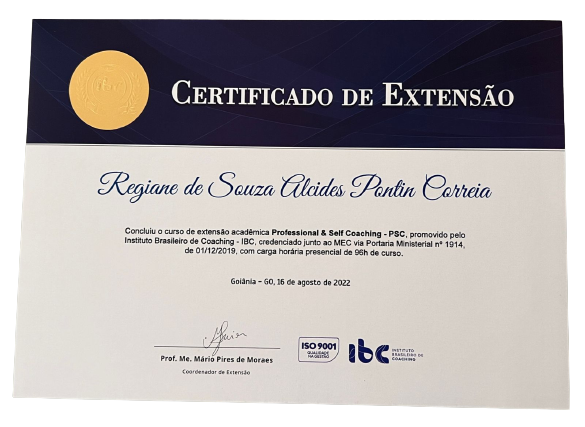 CERTIFICADO DE EXTENSÃO
Regiane de Souza Alcides Pontin Correia
Concluiu o curso de extensão acadêmica Professional & Self Coaching - PSC, promovido pelo
Instituto Brasileiro de Coaching - IBC, credenciado junto ao MEC via Portaria Ministerial nº 1914,
de 01/12/2019, com carga horária presencial de 96h de curso.
Goiânia - GO, 16 de agosto de 2022
Prof. Me. Mário Pires de Moraes
Coordenador de Extensão
ISO 9001
QUALIDADE
NA GESTÃO
IBC
INSTITUTO
BRASILEIRO DE
COACHING